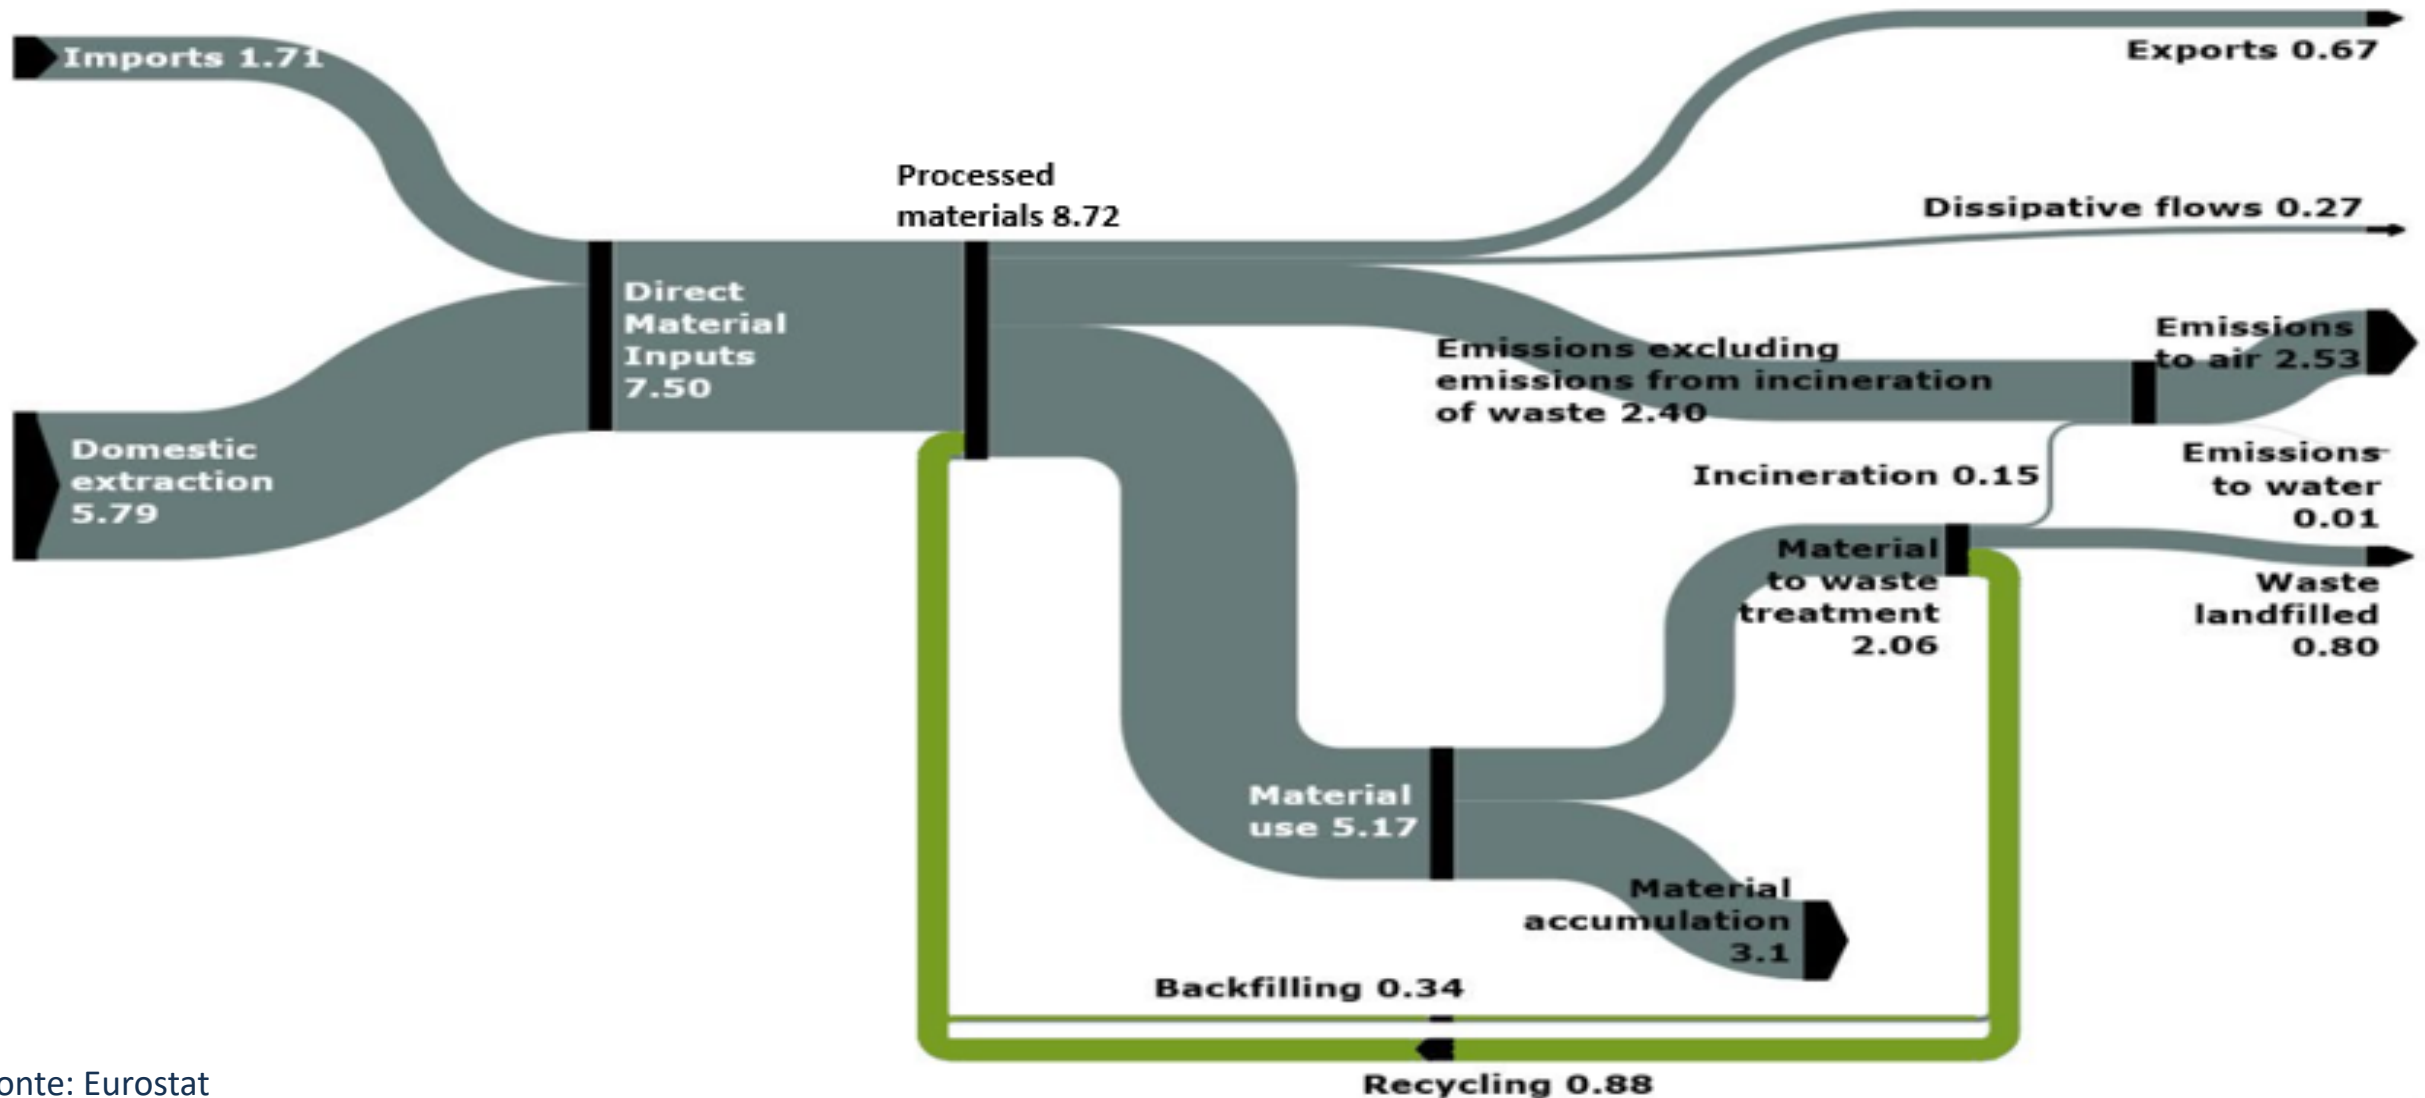 Imports 1.71
Exports 0.67
Processed
materials 8.72
Dissipative flows 0.27
Direct
Material
Inputs
7.50
Emissions
to air 2.53
Emissions excluding
emissions from incineration
of waste 2.40
Domestic
extraction
5.79
Emissions
to water
0.01
Incineration 0.15
Material
to waste
treatment
2.06
Waste
landfilled
0.80
Material
use 5.17
Material
accumulation
3.1
Backfilling 0.34
Recycling 0.88
onte: Eurostat